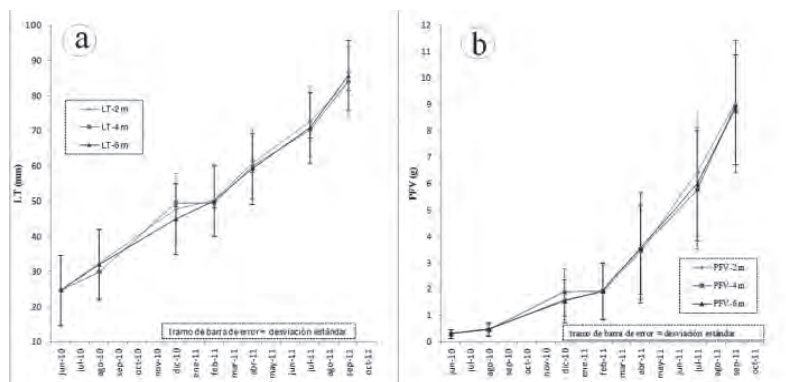 a
100
90
80
70
60
50
40
30
20
10
LT (mm)
LT-2 m
LT-4 m
LT-6 m
tramo de barra de error = desviación estándar
jun-10
ago-10
sep-10
oct-10
nov-10
dic-10
ene-11
feb-11
mar-11
abr-11
may-11
jun-11
jul-11
ago-11
sep-11
oct-11
b
12
11
10
9
8
7
6
5
4
3
2
1
0
PFV (g)
PFV-2 m
PFV-4 m
PFV-6 m
tramo de barra de error = desviación estándar
jun-10
ago-10
sep-10
oct-10
nov-10
dic-10
ene-11
feb-11
mar-11
abr-11
may-11
jun-11
jul-11
ago-11
sep-11
oct-11